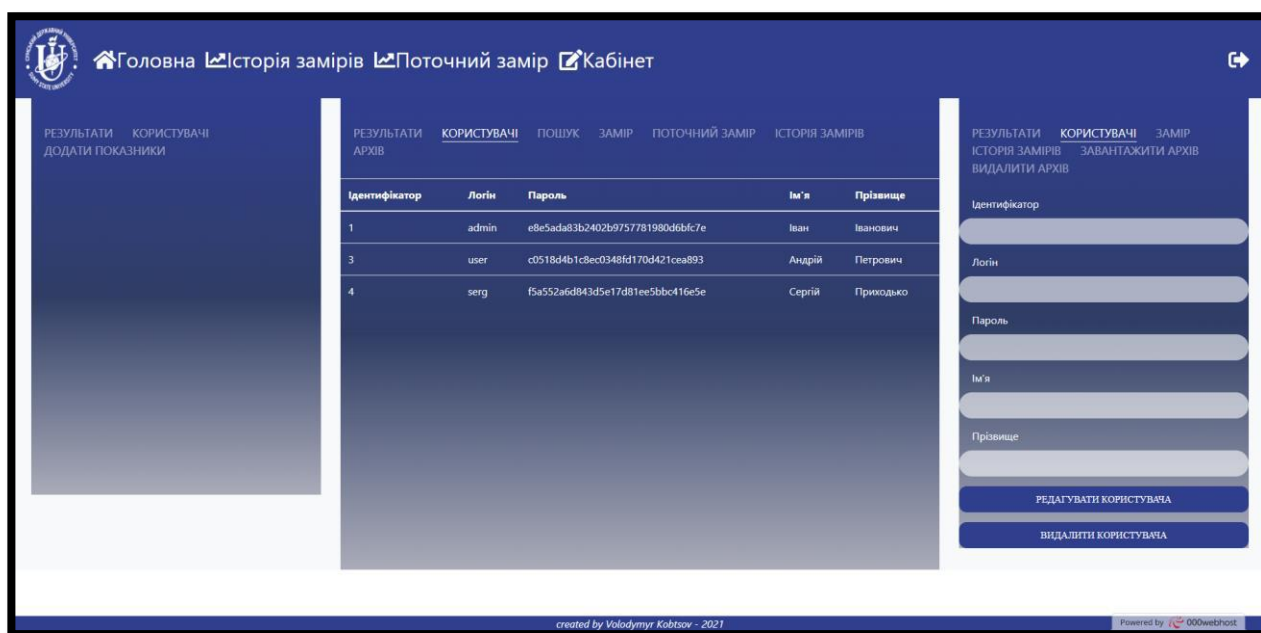 Головна Історія замірів Поточний замір Кабінет
РЕЗУЛЬТАТИ КОРИСТУВАЧІ
ДОДАТИ ПОКАЗНИКИ
РЕЗУЛЬТАТИ КОРИСТУВАЧІ ПОШУК ЗАМІР ПОТОЧНИЙ ЗАМІР ІСТОРІЯ ЗАМІРІВ
АРХІВ
Ідентифікатор Логін Пароль Ім'я Прізвище
1 admin e8e5ada83b2402b9757781980d6bfc7e Іван Іванович
3 user c0518d4b1c8ec0348fd170d421cea893 Андрій Петрович
4 serg f5a552a6d843d5e17d81ee5bbc416e5e Сергій Приходько
РЕЗУЛЬТАТИ КОРИСТУВАЧІ ЗАМІР
ІСТОРІЯ ЗАМІРІВ ЗАВАНТАЖИТИ АРХІВ
ВИДАЛИТИ АРХІВ
Ідентифікатор
Логін
Пароль
Ім'я
Прізвище
РЕДАГУВАТИ КОРИСТУВАЧА
ВИДАЛИТИ КОРИСТУВАЧА
created by Volodymyr Kobtsov - 2021
Powered by 000webhost